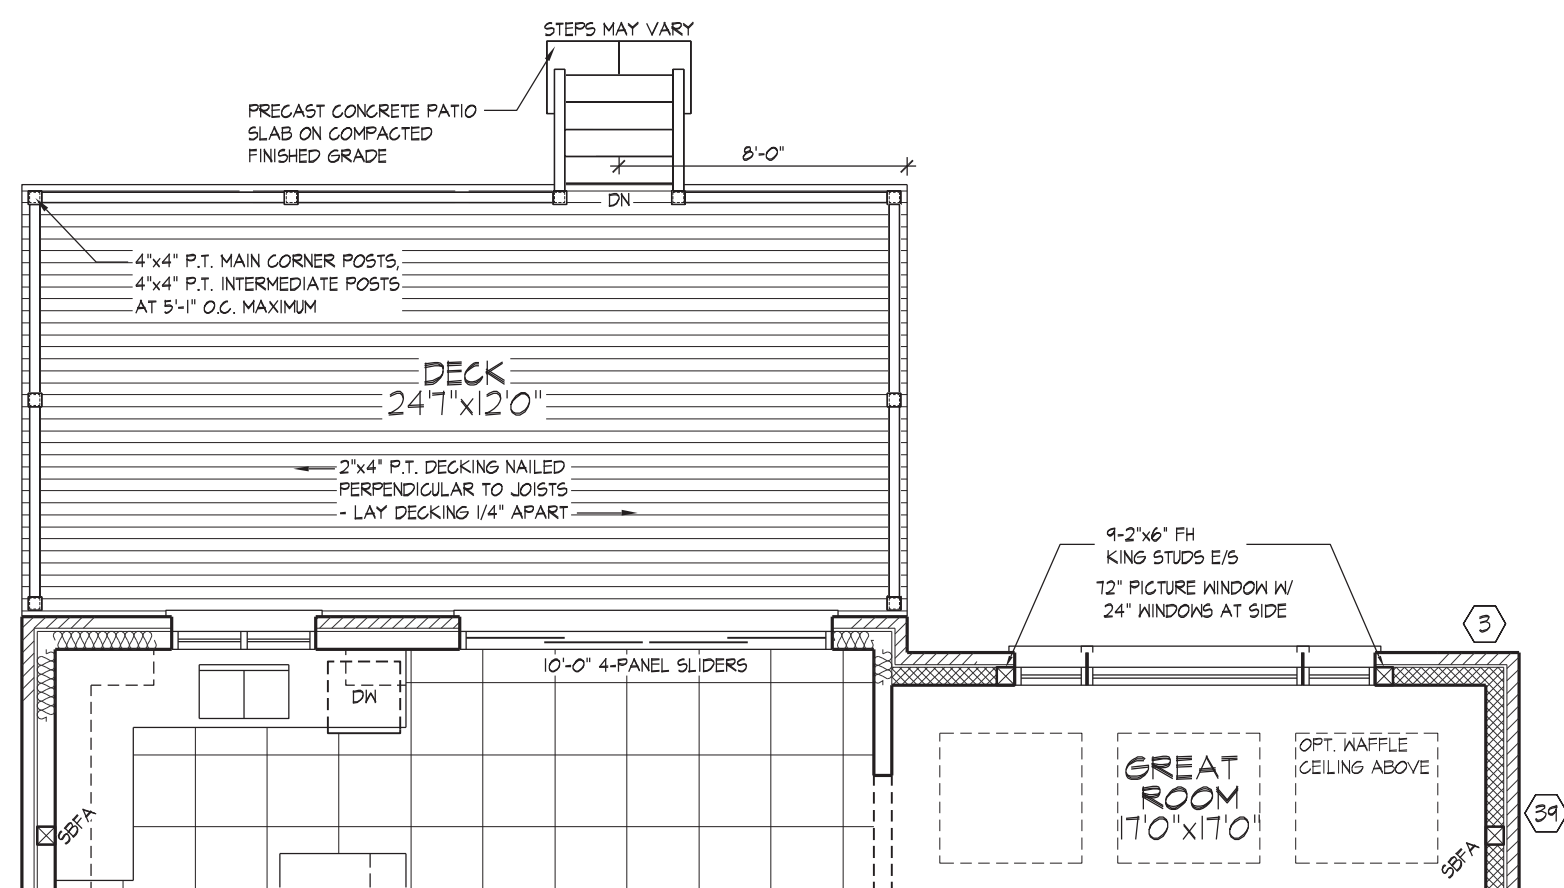 STEPS MAY VARY
PRECAST CONCRETE PATIO
SLAB ON COMPACTED
FINISHED GRADE
8'-0"
DN
4"x4" P.T. MAIN CORNER POSTS,
4"x4" P.T. INTERMEDIATE POSTS
AT 5'-1" O.C. MAXIMUM
DECK
24'7"x12'0"
2"x4" P.T. DECKING NAILED
PERPENDICULAR TO JOISTS
- LAY DECKING 1/4" APART
9-2"x6" FH
KING STUDS E/S
72" PICTURE WINDOW W/
24" WINDOWS AT SIDE
3
10'-0" 4-PANEL SLIDERS
DW
OPT. WAFFLE
CEILING ABOVE
GREAT
ROOM
17'0"x17'0"
39
SBFA
SBFA